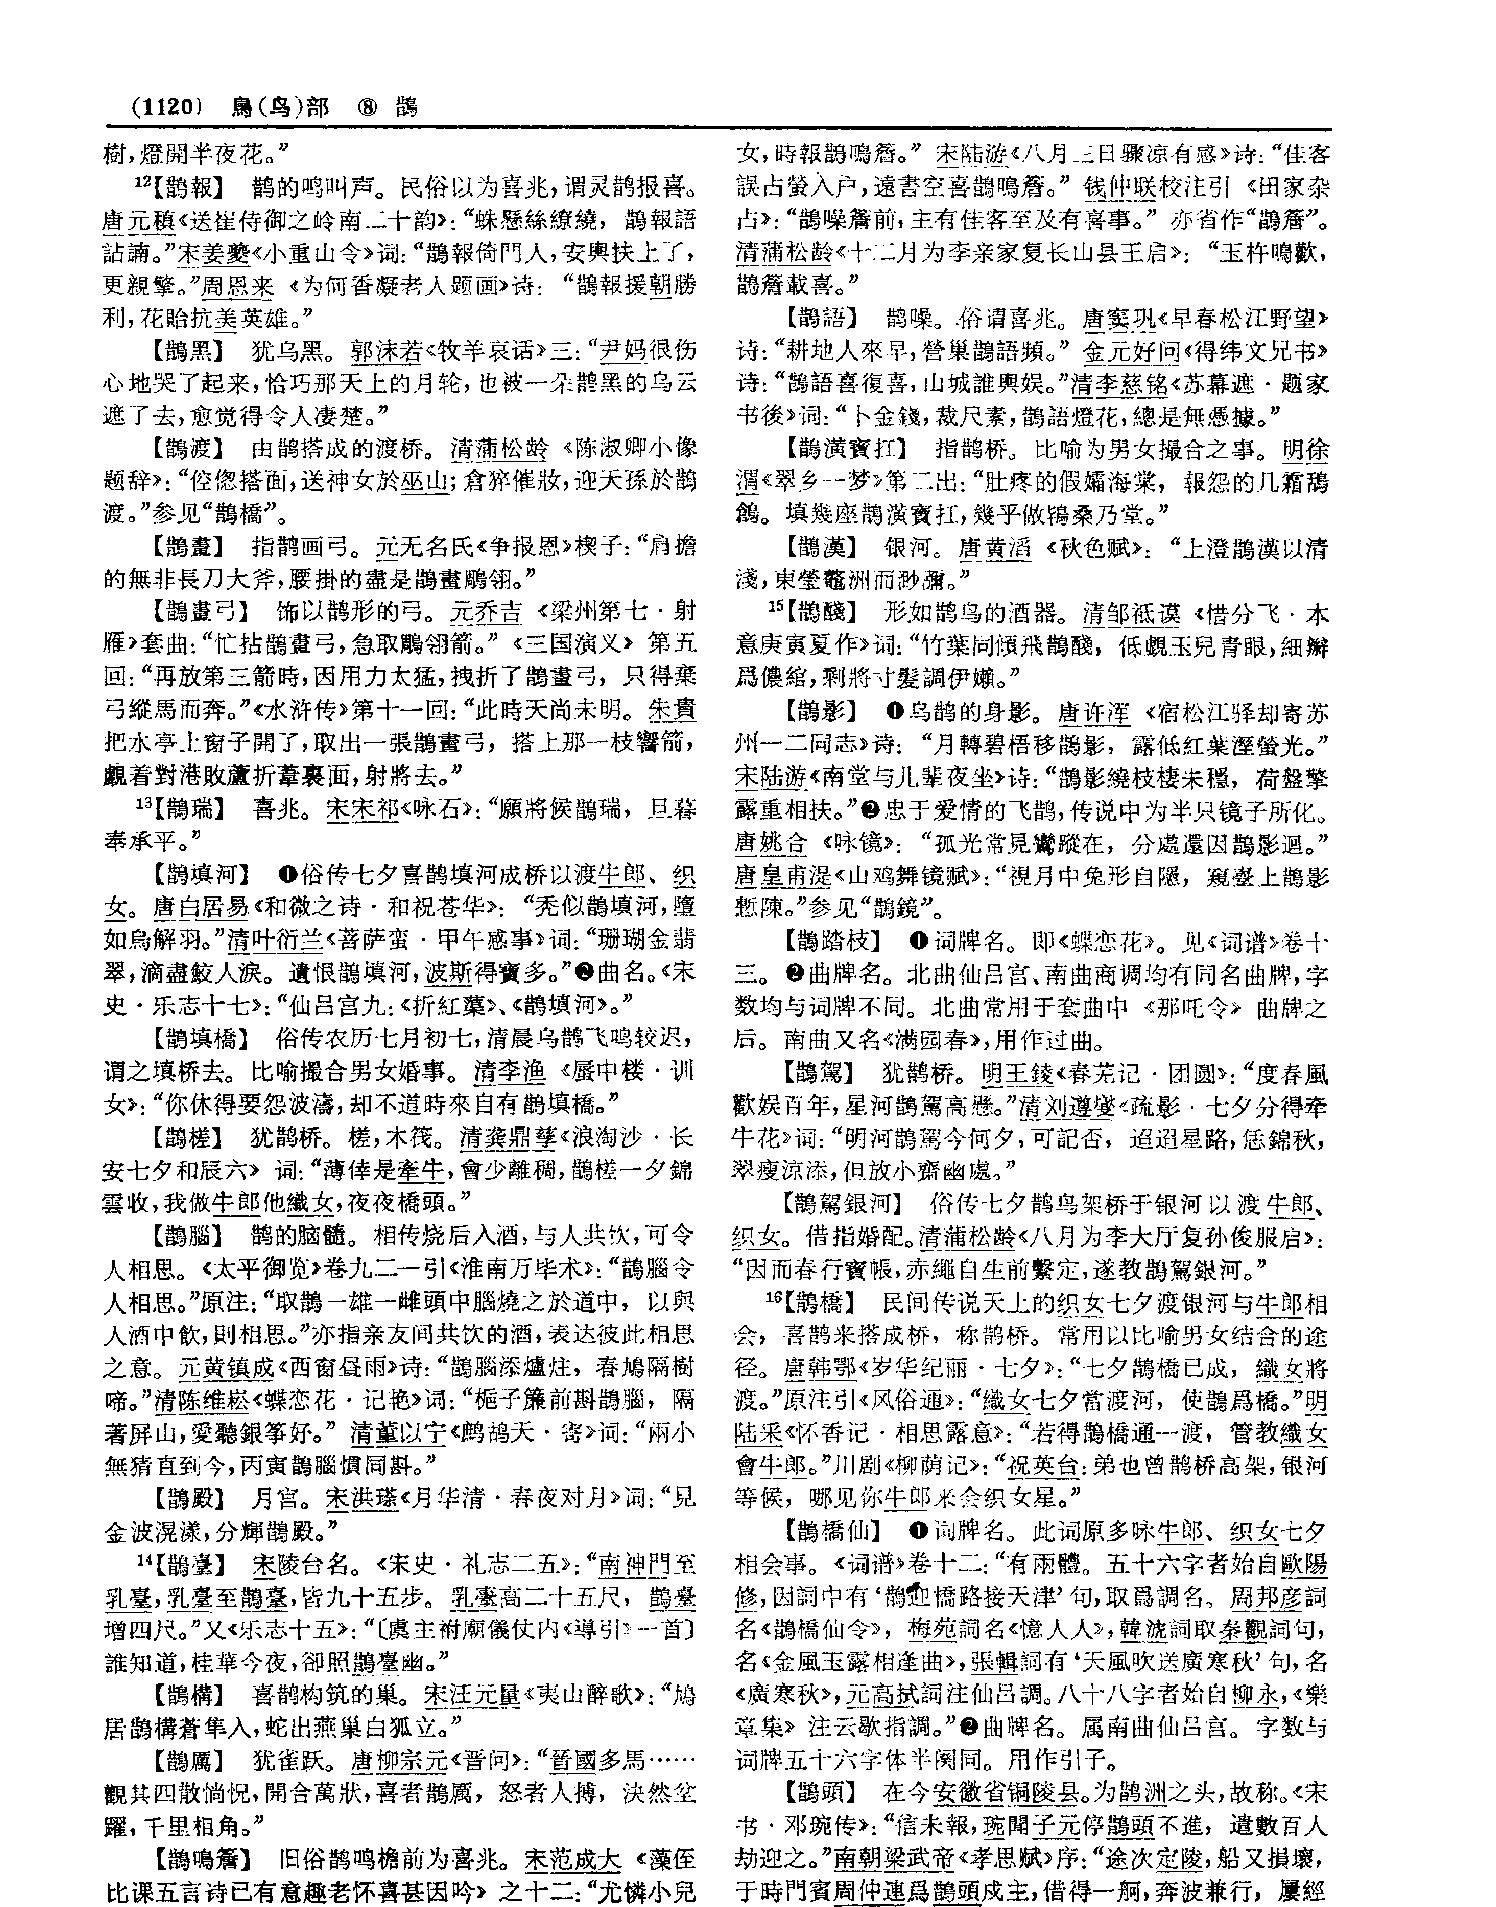 (1120) 鳥(鸟)部 ⑧ 鹊
樹，燈開半夜花。”
12【鹊報】 鹊的鸣叫声。民俗以为喜兆，谓灵鹊报喜。
唐元稹《送崔侍御之岭南二十韵》：“蛛懸絲繚繞，鹊報語
詀諵。”宋姜夔《小重山令》词：“鵲報倚門人，安輿扶上了，
更親擎。”周恩来《为何香凝老人题画》诗：“鵲報援朝勝
利，花貽抗美英雄。”
【鹊黑】 犹乌黑。郭沫若《牧羊哀话》三：“尹妈很伤
心地哭了起来，恰巧那天上的月轮，也被一朵鹊黑的乌云
遮了去，愈觉得令人凄楚。”
【鹊渡】 由鹊搭成的渡桥。清蒲松龄《陈淑卿小像
题辞》：“倥偬搭面，送神女於巫山；倉猝催妝，迎天孫於鹊
渡。”参见“鹊橋”。
【鵲畫】 指鹊画弓。元无名氏《争报恩》楔子：“肩擔
的無非長刀大斧，腰掛的盡是鵲畫鵰翎。”
【鵲畫弓】 饰以鹊形的弓。元乔吉《梁州第七·射
雁》套曲：“忙拈鵲畫弓，急取鵰翎箭。”《三国演义》第五
回：“再放第三箭時，因用力太猛，拽折了鵲畫弓，只得棄
弓縱馬而奔。”《水浒传》第十一回：“此時天尚未明。朱貴
把水亭上窗子開了，取出一張鵲畫弓，搭上那一枝響箭，
覷着對港敗蘆折葦裏面，射將去。”
13【鵲瑞】 喜兆。宋宋祁《咏石》：“願將候鵲瑞，旦暮
奉承平。”
【鹊填河】 ❶俗传七夕喜鹊填河成桥以渡牛郎、织
女。唐白居易《和微之诗·和祝苍华》：“秃似鹊填河，墮
如烏解羽。”清叶衍兰《菩萨蛮·甲午感事》词：“珊瑚金翡
翠，滴盡鮫人淚。遺恨鹊填河，波斯得寶多。”❷曲名。《宋
史·乐志十七》：“仙吕宫九：《折紅蕖》、《鹊填河》。”
【鹊填橋】 俗传农历七月初七，清晨乌鹊飞鸣较迟，
谓之填桥去。比喻撮合男女婚事。清李渔《蜃中楼·训
女》：“你休得要怨波濤，却不道時來自有鹊填橋。”
【鹊槎】 犹鹊桥。槎，木筏。清龚鼎孳《浪淘沙·长
安七夕和辰六》词：“薄倖是牽牛，會少離稠，鹊槎一夕錦
雲收，我做牛郎他織女，夜夜橋頭。”
【鵲腦】 鹊的脑髓。相传烧后入酒，与人共饮，可令
人相思。《太平御览》卷九二一引《淮南万毕术》：“鵲腦令
人相思。”原注：“取鹊一雄一雌頭中腦燒之於道中，以與
人酒中飲，則相思。”亦指亲友间共饮的酒，表达彼此相思
之意。元黄镇成《西窗昼雨》诗：“鹊腦添爐炷，春鳩隔樹
啼。”清陈维崧《蝶恋花·记艳》词：“栀子簾前斟鵲腦，隔
著屏山，愛聽銀筝好。”清董以宁《鹧鸪天·寄》词：“兩小
無猜直到今，丙寅鵲腦慣同斟。”
【鹊殿】 月宫。宋洪瑹《月华清·春夜对月》词：“見
金波滉漾，分輝鵲殿。”
14【鹊臺】 宋陵台名。《宋史·礼志二五》：“南神門至
乳臺，乳臺至鵲臺，皆九十五步。乳臺高二十五尺，鵲臺
增四尺。”又《乐志十五》：“〔虞主祔廟儀仗内《導引》一首〕
誰知道，桂華今夜，卻照鵲臺幽。”
【鹊構】 喜鹊构筑的巢。宋汪元量《夷山醉歌》：“鳩
居鹊構蒼隼入，蛇出燕巢白狐立。”
【鹊厲】 犹雀跃。唐柳宗元《晋问》：“晉國多馬……
觀其四散惝怳，開合萬狀，喜者鹊厲，怒者人搏，決然坌
躍，千里相角。”
【鹊鳴簷】 旧俗鹊鸣檐前为喜兆。宋范成大《藻侄
比课五言诗已有意趣老怀喜甚因吟》之十二：“尤憐小兒
女，時報鹊鳴簷。”宋陆游《八月三日骤凉有感》诗：“佳客
誤占螢入户，遠書空喜鵲鳴簷。”钱仲联校注引《田家杂
占》：“鵲噪簷前，主有佳客至及有喜事。”亦省作“鵲簷”。
清蒲松龄《十二月为李亲家复长山县王启》：“玉杵鳴歡，
鹊簷載喜。”
【鹊語】 鹊噪。俗谓喜兆。唐窦巩《早春松江野望》
诗：“耕地人來早，營巢鵲語頻。”金元好问《得纬文兄书》
诗：“鵲語喜復喜，山城誰與娱。”清李慈铭《苏幕遮·题家
书後》词：“卜金錢，裁尺素，鵲語燈花，總是無憑據。”
【鹊潢寶扛】 指鹊桥。比喻为男女撮合之事。明徐
渭《翠乡一梦》第二出：“肚疼的假孀海棠，報怨的几霜鴰
鴿。填幾座鹊潢寶扛，幾乎做鴇桑乃堂。”
【鹊漢】 银河。唐黄滔《秋色赋》：“上澄鹊漢以清
淺，東瑩鼇洲而渺瀰。”
15【鹊醆】 形如鹊鸟的酒器。清邹祗谟《惜分飞·本
意庚寅夏作》词：“竹葉同傾飛鵲醆，低覷玉兒青眼，細辮
爲儂綰，剩將寸髮調伊嬾。”
【鹊影】 ❶乌鹊的身影。唐许浑《宿松江驿却寄苏
州一二同志》诗：“月轉碧梧移鹊影，露低紅葉溼螢光。”
宋陆游《南堂与儿辈夜坐》诗：“鵲影繞枝棲未穩，荷盤擎
露重相扶。”❷忠于爱情的飞鹊，传说中为半只镜子所化。
唐姚合《咏镜》：“孤光常見鸞蹤在，分處還因鵲影迴。”
唐皇甫湜《山鸡舞镜赋》：“視月中兔形自隱，窺臺上鹊影
慙陳。”参见“鵲鏡”。
【鹊踏枝】 ❶词牌名。即《蝶恋花》。见《词谱》卷十
三。❷曲牌名。北曲仙吕宫、南曲商调均有同名曲牌，字
数均与词牌不同。北曲常用于套曲中《那吒令》曲牌之
后。南曲又名《满园春》，用作过曲。
【鹊駕】 犹鹊桥。明王錂《春芜记·团圆》：“度春風
歡娱百年，星河鹊駕高懸。”清刘遵燮《疏影·七夕分得牵
牛花》词：“明河鹊駕今何夕，可記否，迢迢星路，恁錦秋，
翠瘦涼添，但放小齋幽處。”
【鹊駕銀河】 俗传七夕鹊鸟架桥于银河以渡牛郎、
织女。借指婚配。清蒲松龄《八月为李大厅复孙俊服启》：
“因而春行寶帳，赤繩自生前繫定，遂教鹊駕銀河。”
16【鹊橋】 民间传说天上的织女七夕渡银河与牛郎相
会，喜鹊来搭成桥，称鹊桥。常用以比喻男女结合的途
径。唐韩鄂《岁华纪丽·七夕》：“七夕鵲橋已成，織女將
渡。”原注引《风俗通》：“織女七夕當渡河，使鵲爲橋。”明
陆采《怀香记·相思露意》：“若得鵲橋通一渡，管教織女
會牛郎。”川剧《柳荫记》：“祝英台：弟也曾鹊桥高架，银河
等候，哪见你牛郎来会织女星。”
【鹊橋仙】 ❶词牌名。此词原多咏牛郎、织女七夕
相会事。《词谱》卷十二：“有兩體。五十六字者始自歐陽
修，因詞中有‘鵲迎橋路接天津’句，取爲調名。周邦彦詞
名《鵲橋仙令》，梅苑詞名《憶人人》，韓淲詞取秦觀詞句，
名《金風玉露相逢曲》，張輯詞有‘天風吹送廣寒秋’句，名
《廣寒秋》，元高拭詞注仙吕調。八十八字者始自柳永，《樂
章集》注云歇指調。”❷曲牌名。属南曲仙吕宫。字数与
词牌五十六字体半阕同。用作引子。
【鵲頭】 在今安徽省铜陵县。为鹊洲之头，故称。《宋
书·邓琬传》：“信未報，琬聞子元停鵲頭不進，遣數百人
劫迎之。”南朝梁武帝《孝思赋》序：“途次定陵，船又損壞，
于時門賓周仲連爲鵲頭戍主，借得一舸，奔波兼行，屢經